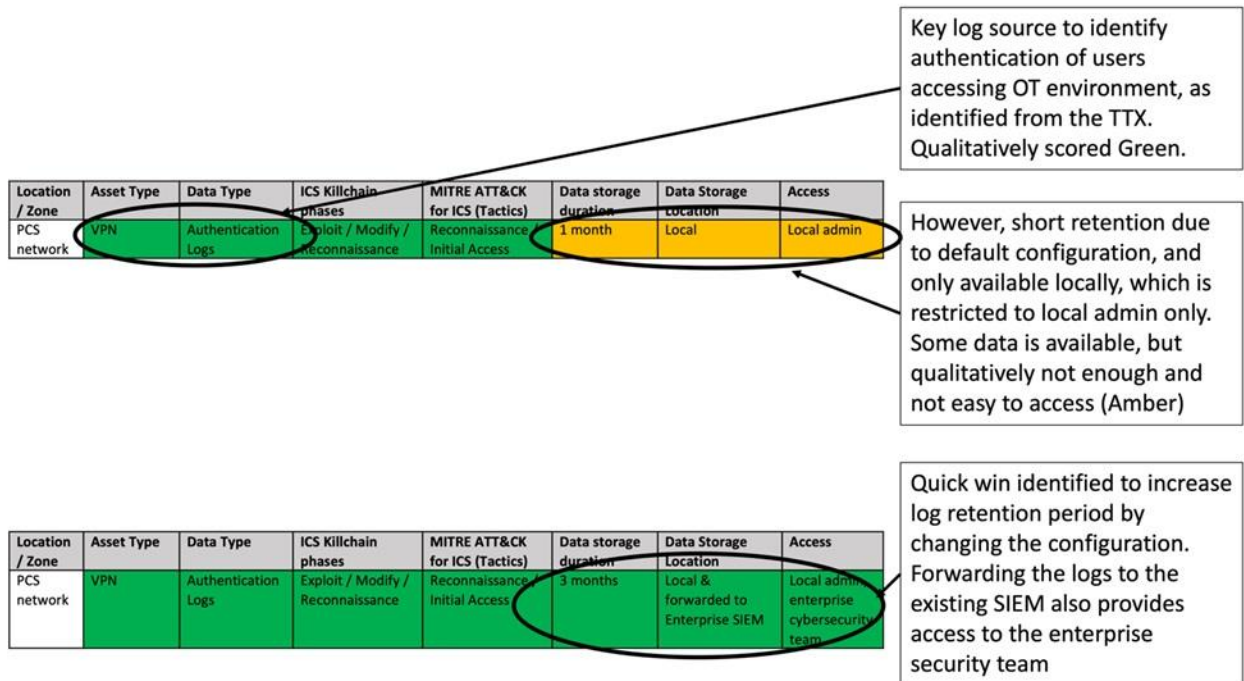 Key log source to identify
authentication of users
accessing OT environment, as
identified from the TTX.
Qualitatively scored Green.
Location / Zone Asset Type Data Type ICS Killchain phases MITRE ATT&CK for ICS (Tactics) Data storage duration Data Storage Location Access
PCS network VPN Authentication Logs Exploit / Modify / Reconnaissance Reconnaissance / Initial Access 1 month Local Local admin
However, short retention due
to default configuration, and
only available locally, which is
restricted to local admin only.
Some data is available, but
qualitatively not enough and
not easy to access (Amber)
Location / Zone Asset Type Data Type ICS Killchain phases MITRE ATT&CK for ICS (Tactics) Data storage duration Data Storage Location Access
PCS network VPN Authentication Logs Exploit / Modify / Reconnaissance Reconnaissance / Initial Access 3 months Local & forwarded to Enterprise SIEM Local admin, enterprise cybersecurity team
Quick win identified to increase
log retention period by
changing the configuration.
Forwarding the logs to the
existing SIEM also provides
access to the enterprise
security team